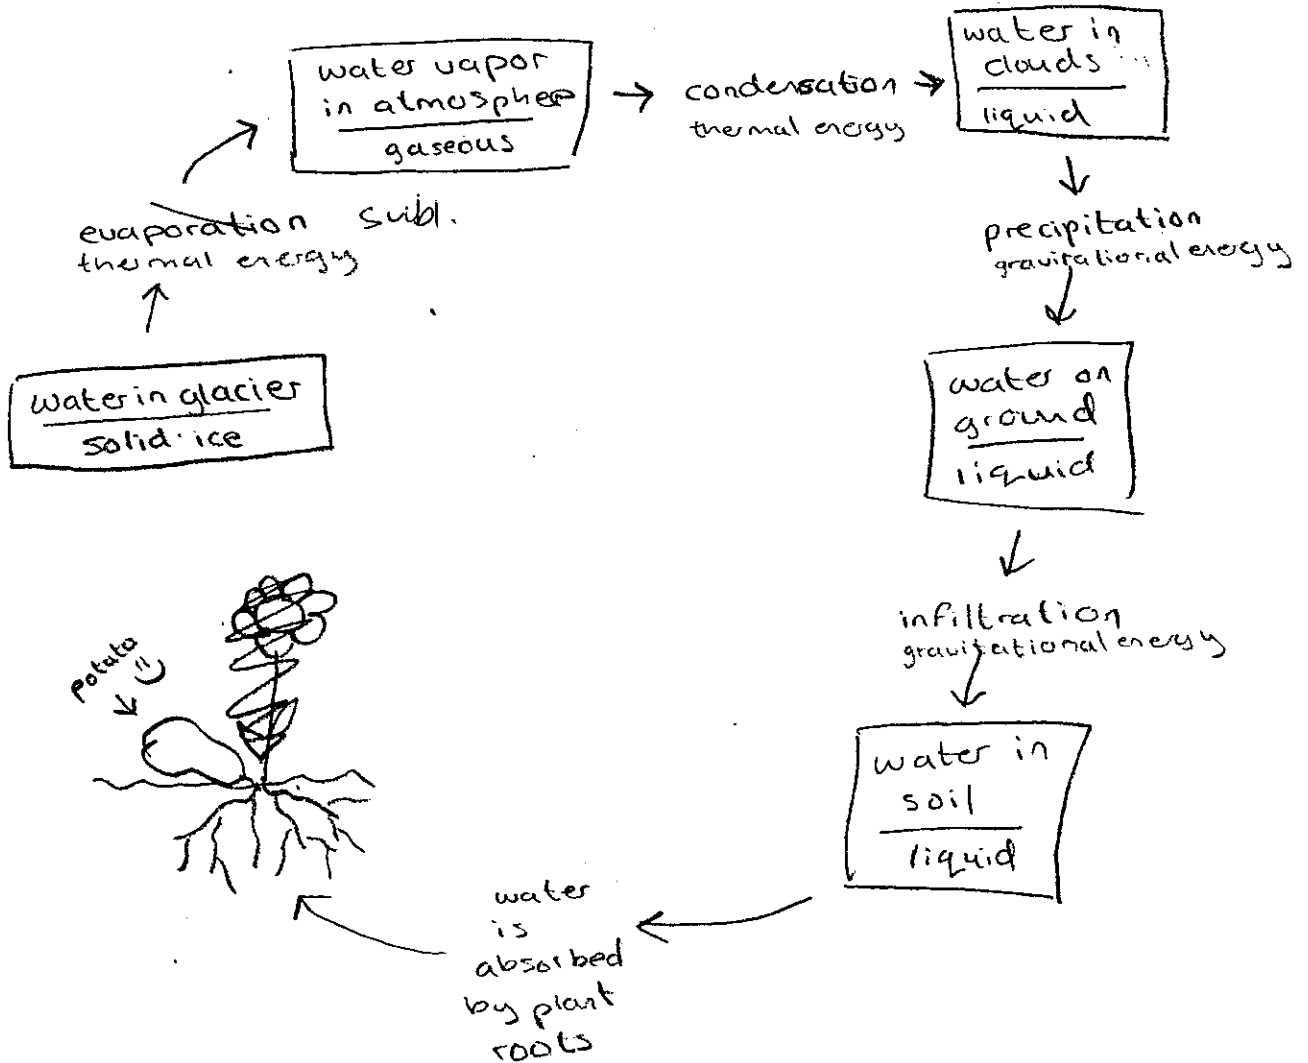 water vapor
in atmosphere
gaseous
condensation
thermal energy
water in
clouds
liquid
precipitation
gravitational energy
water on
ground
liquid
infiltration
gravitational energy
water in
soil
liquid
water
is
absorbed
by plant
roots
potato
water in glacier
solid ice
evaporation subl.
thermal energy